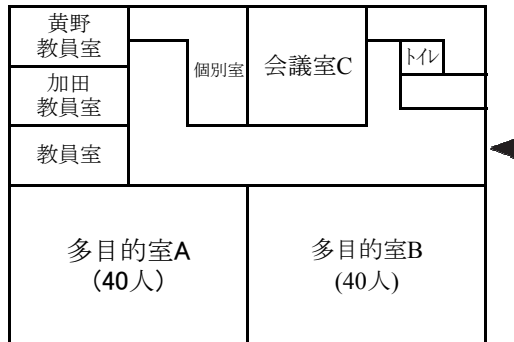 黄野
教員室
加田
教員室
教員室
個別室
会議室C
トイレ
多目的室A
（40人）
多目的室B
(40人)